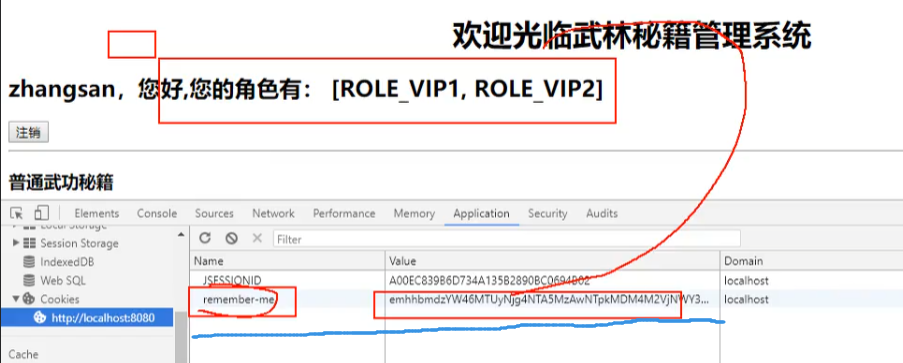 欢迎光临武林秘籍管理系统
zhangsan，您好,您的角色有： [ROLE_VIP1, ROLE_VIP2]
注销
普通武功秘籍
Elements Console Sources Network Performance Memory Application Security Audits
Local Storage
Session Storage
IndexedDB
Web SQL
Cookies
http://localhost:8080
Cache
Filter
Name Value Domain
JSESSIONID A00EC839B6D734A135B2890BC0694B02 localhost
remember-me emhhbmdzYW46MTUyNjg4NTA5MzAwNTpkMDM4M2VjNWY3... localhost